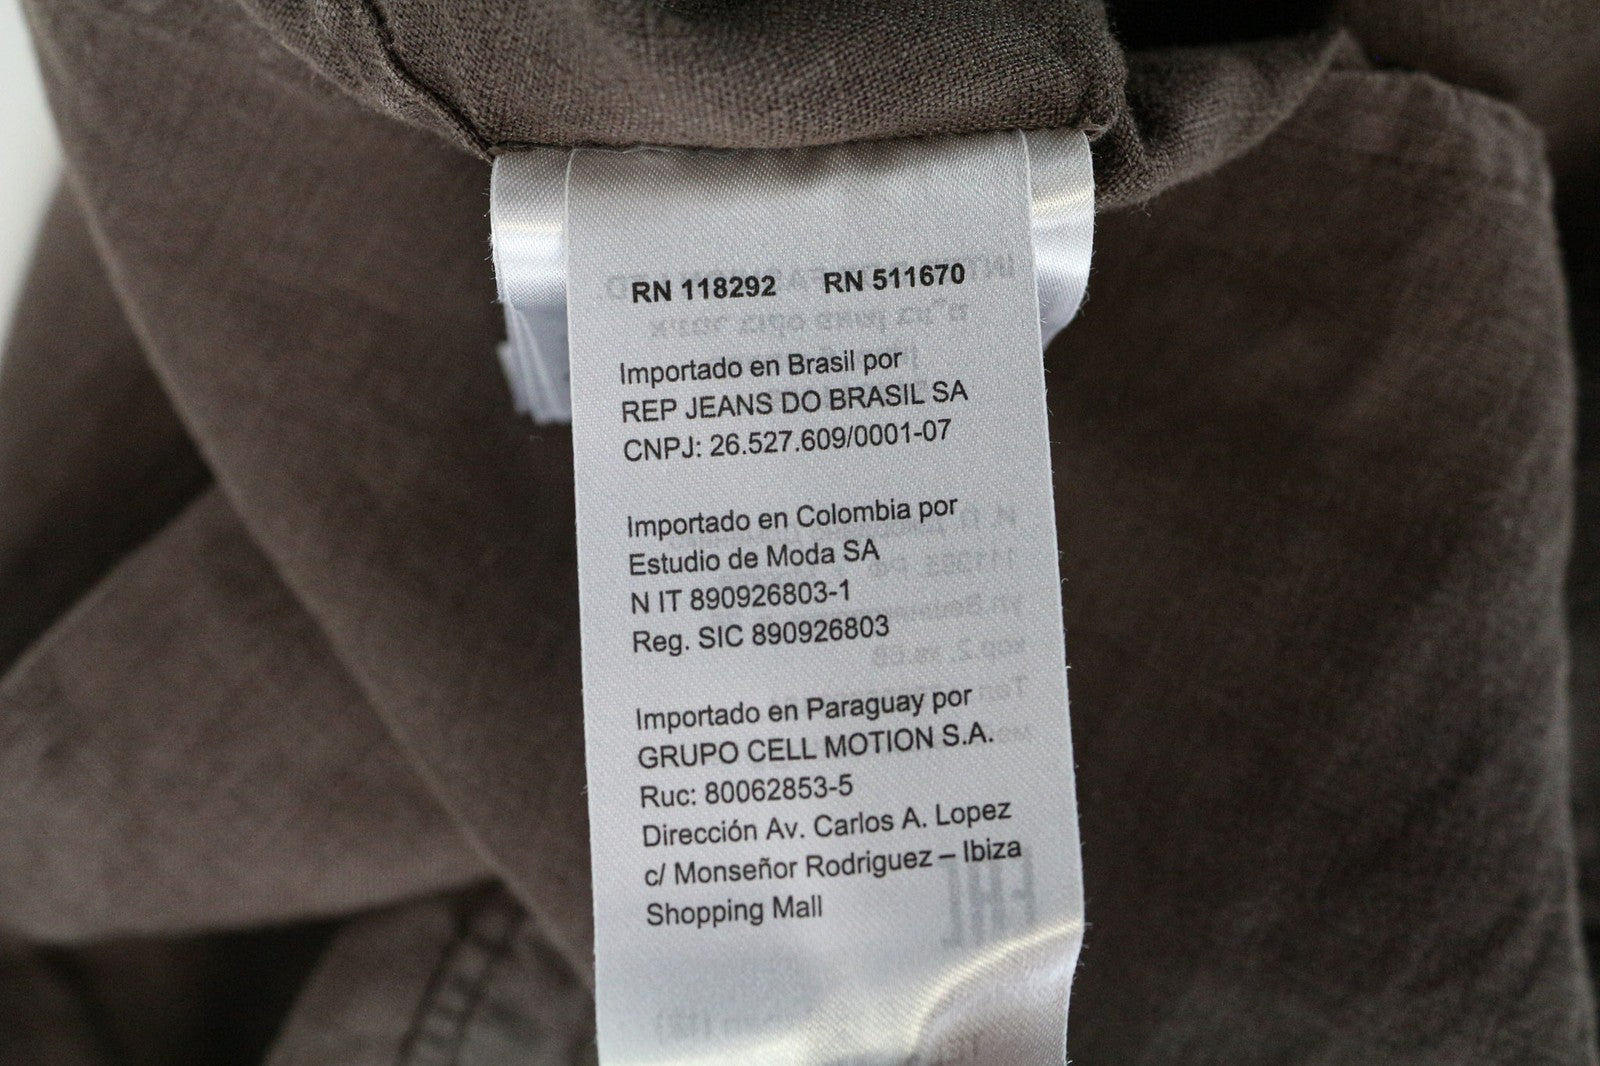 RN 118292 RN 511670
Importado en Brasil por
REP JEANS DO BRASIL SA
CNPJ: 26.527.609/0001-07
Importado en Colombia por
Estudio de Moda SA
N IT 890926803-1
Reg. SIC 890926803
Importado en Paraguay por
GRUPO CELL MOTION S.A.
Ruc: 80062853-5
Dirección Av. Carlos A. Lopez
c/ Monseñor Rodriguez – Ibiza
Shopping Mall